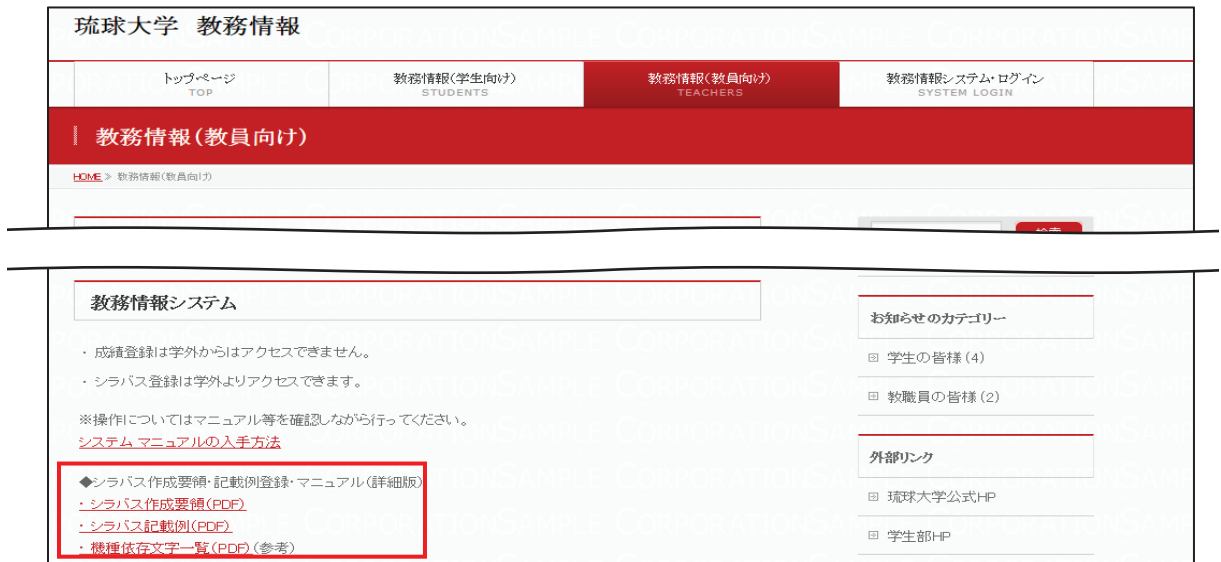 琉球大学 教務情報
トップページ
TOP
教務情報(学生向け)
STUDENTS
教務情報(教員向け)
TEACHERS
教務情報システム・ログイン
SYSTEM LOGIN
教務情報(教員向け)
HOME » 教務情報(教員向け)
教務情報システム
・ 成績登録は学外からはアクセスできません。
・ シラバス登録は学外よりアクセスできます。
※操作についてはマニュアル等を確認しながら行ってください。
システム マニュアルの入手方法
◆シラバス作成要領・記載例登録・マニュアル(詳細版)
・シラバス作成要領(PDF)
・シラバス記載例(PDF)
・機種依存文字一覧(PDF)(参考)
検索
お知らせのカテゴリー
学生の皆様 (4)
教職員の皆様 (2)
外部リンク
琉球大学公式HP
学生部HP